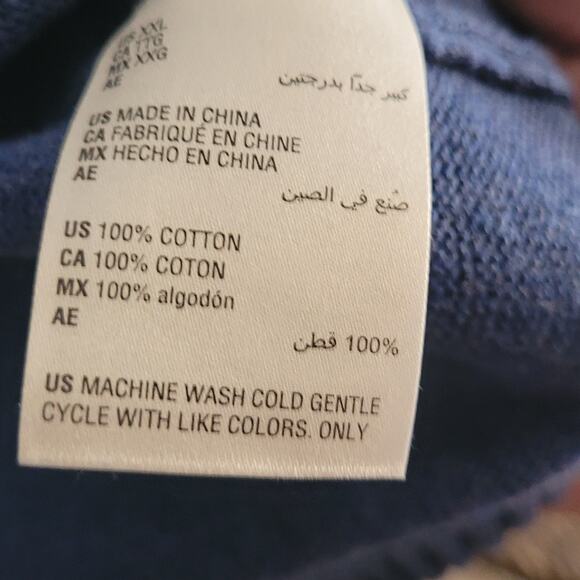 US XXL
CA TTG
MX XXG
AE
كبير جدًا بدرجتين
US MADE IN CHINA
CA FABRIQUÉ EN CHINE
MX HECHO EN CHINA
AE
صُنع في الصين
US 100% COTTON
CA 100% COTON
MX 100% algodón
AE
100% قطن
US MACHINE WASH COLD GENTLE
CYCLE WITH LIKE COLORS. ONLY